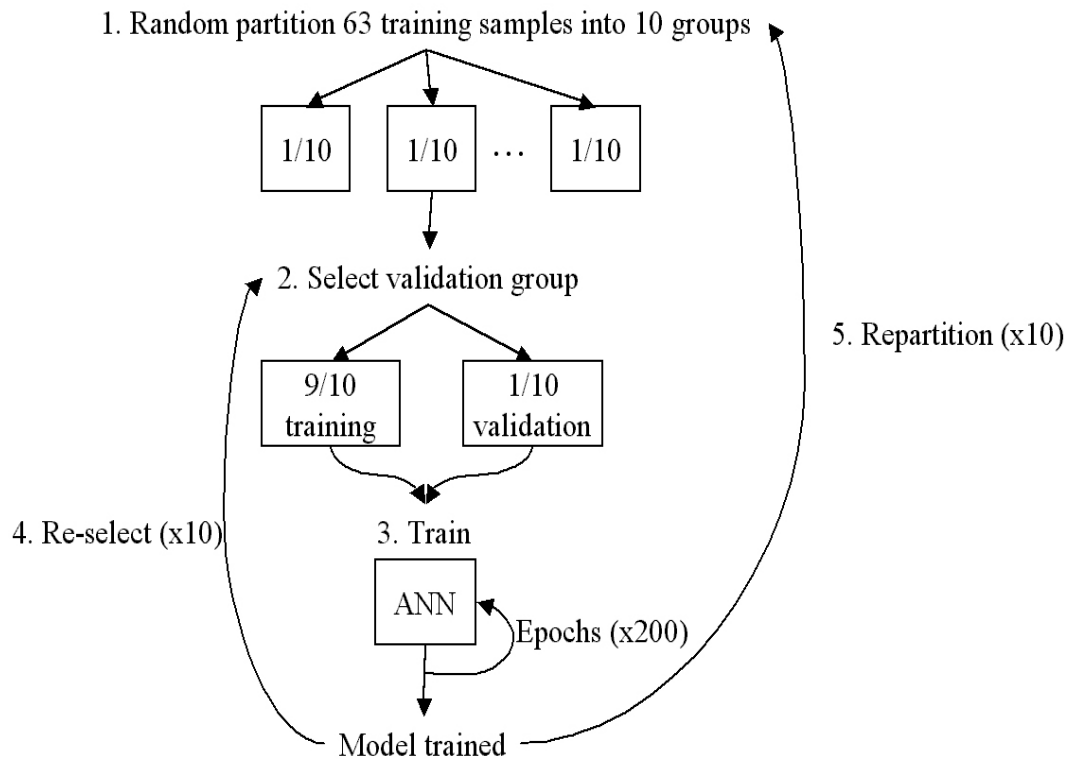 1. Random partition 63 training samples into 10 groups
1/10
1/10
...
1/10
2. Select validation group
9/10
training
1/10
validation
5. Repartition (x10)
4. Re-select (x10)
3. Train
ANN
Epochs (x200)
Model trained